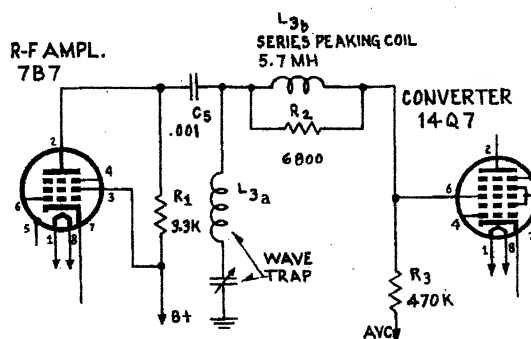 L3b
SERIES PEAKING COIL
5.7 MH
R-F AMPL.
7B7
C5
.001
R2
6800
CONVERTER
14Q7
2
4
3
6
5
1
8
7
R1
3.3K
L3a
WAVE
TRAP
B+
R3
470K
AVC
2
6
4
1
8